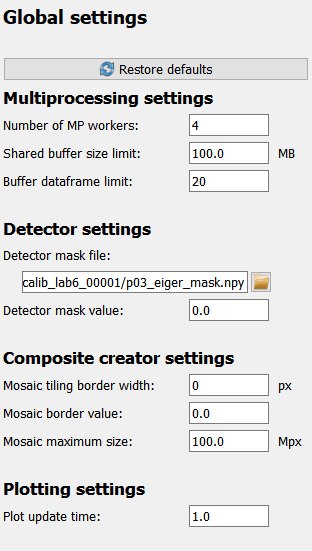 Global settings
Restore defaults
Multiprocessing settings
Number of MP workers: 4
Shared buffer size limit: 100.0 MB
Buffer dataframe limit: 20
Detector settings
Detector mask file:
calib_lab6_00001/p03_eiger_mask.npy
Detector mask value: 0.0
Composite creator settings
Mosaic tiling border width: 0 px
Mosaic border value: 0.0
Mosaic maximum size: 100.0 Mpx
Plotting settings
Plot update time: 1.0